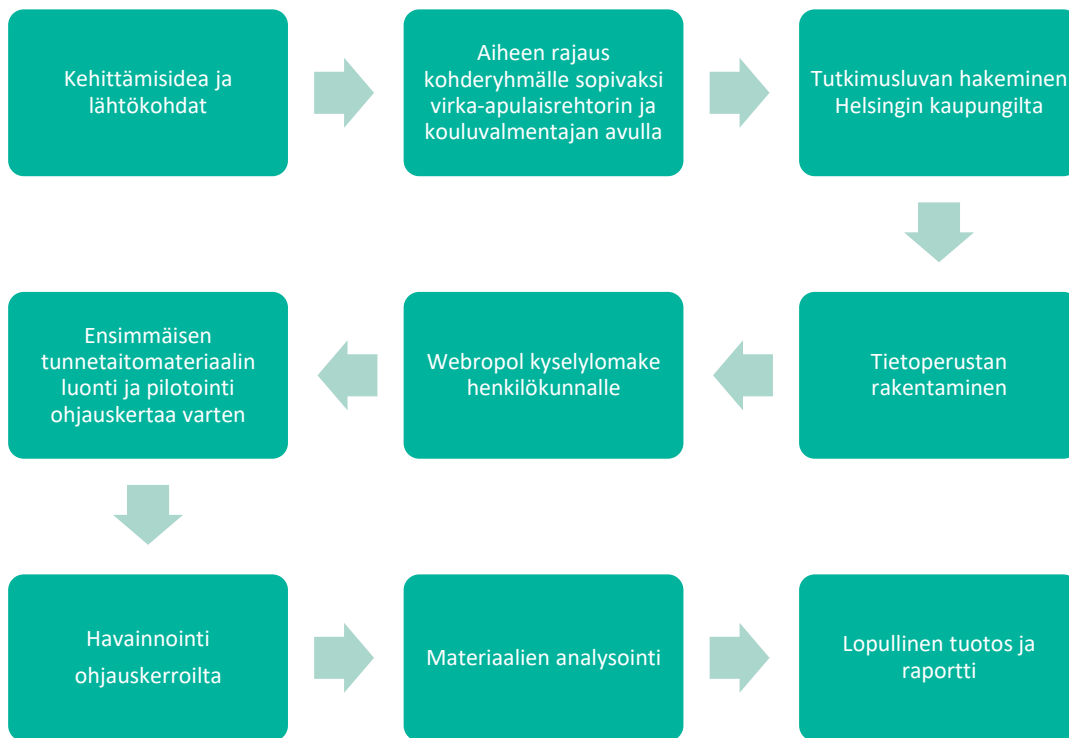 Kehittämisidea ja
lähtökohdat
Aiheen rajaus
kohderyhmälle sopivaksi
virka-apulaisrehtorin ja
kouluvalmentajan avulla
Tutkimusluvan hakeminen
Helsingin kaupungilta
Tietoperustan
rakentaminen
Webropol kyselylomake
henkilökunnalle
Ensimmäisen
tunnetaitomateriaalin
luonti ja pilotointi
ohjauskertaa varten
Havainnointi
ohjauskerroilta
Materiaalien analysointi
Lopullinen tuotos ja
raportti